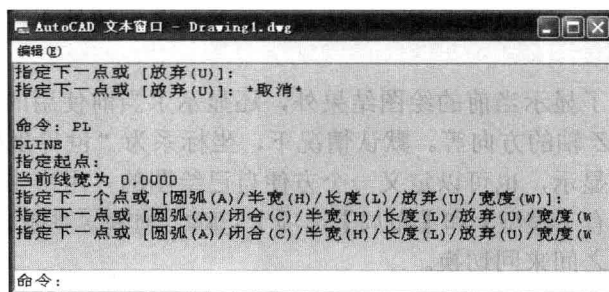 AutoCAD 文本窗口 - Drawing1.dwg
编辑(E)
指定下一点或 [放弃(U)]:
指定下一点或 [放弃(U)]: *取消*
命令: PL
PLINE
指定起点:
当前线宽为 0.0000
指定下一个点或 [圆弧(A)/半宽(H)/长度(L)/放弃(U)/宽度(W)]:
指定下一点或 [圆弧(A)/闭合(C)/半宽(H)/长度(L)/放弃(U)/宽度(W
指定下一点或 [圆弧(A)/闭合(C)/半宽(H)/长度(L)/放弃(U)/宽度(W
命令: